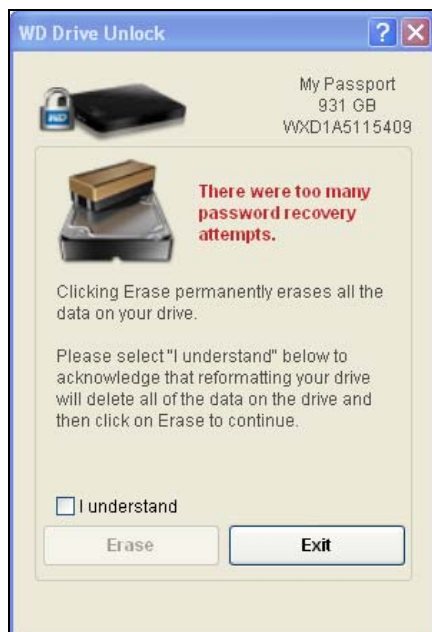 WD Drive Unlock
?
My Passport
931 GB
WXD1A5115409
WD
There were too many
password recovery
attempts.
Clicking Erase permanently erases all the
data on your drive.
Please select "I understand" below to
acknowledge that reformatting your drive
will delete all of the data on the drive and
then click on Erase to continue.
I understand
Erase
Exit